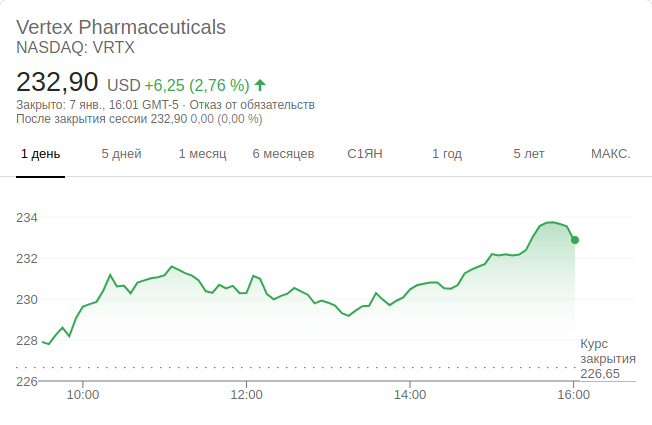 Vertex Pharmaceuticals
NASDAQ: VRTX
232,90 USD +6,25 (2,76 %)
Закрыто: 7 янв., 16:01 GMT-5 · Отказ от обязательств
После закрытия сессии 232,90 0,00 (0,00 %)
1 день 5 дней 1 месяц 6 месяцев С1ЯН 1 год 5 лет МАКС.
234
232
230
228
Курс
закрытия
226,65
226
10:00 12:00 14:00 16:00